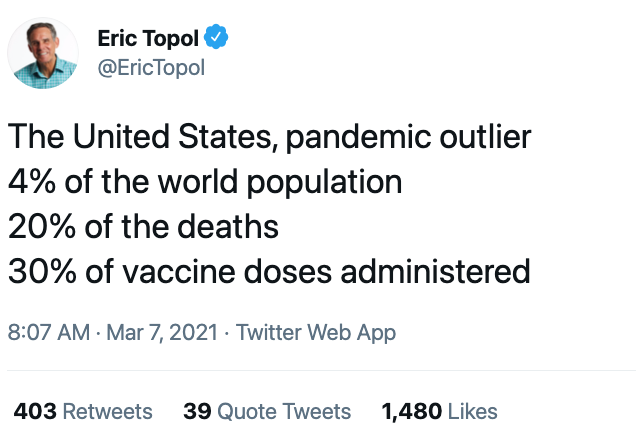 Eric Topol
@EricTopol
The United States, pandemic outlier
4% of the world population
20% of the deaths
30% of vaccine doses administered
8:07 AM · Mar 7, 2021 · Twitter Web App
403 Retweets 39 Quote Tweets 1,480 Likes